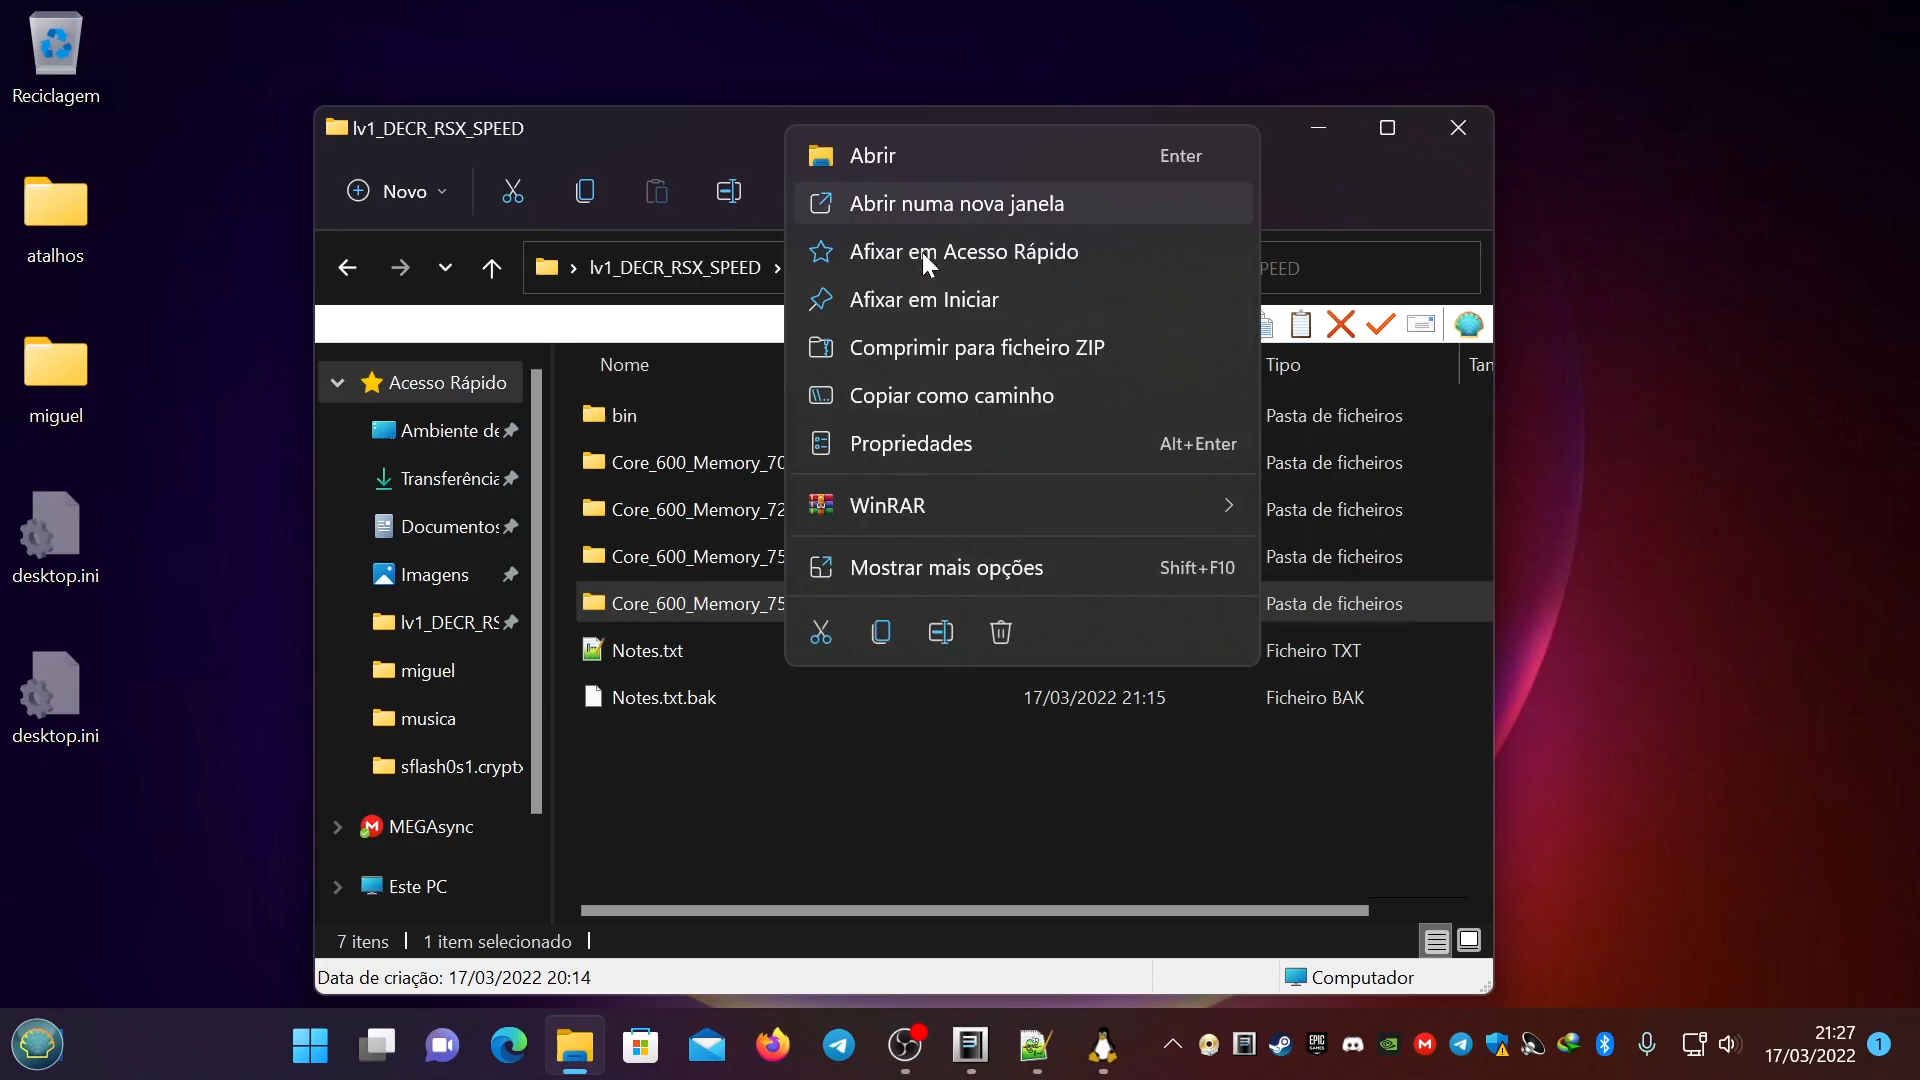 Reciclagem
atalhos
miguel
desktop.ini
desktop.ini
lv1_DECR_RSX_SPEED
Novo
lv1_DECR_RSX_SPEED
PEED
Abrir Enter
Abrir numa nova janela
Afixar em Acesso Rápido
Afixar em Iniciar
Comprimir para ficheiro ZIP
Copiar como caminho
Propriedades Alt+Enter
WinRAR
Mostrar mais opções Shift+F10
Acesso Rápido
Ambiente de
Transferência
Documentos
Imagens
lv1_DECR_RS
miguel
musica
sflash0s1.cryptx
MEGAsync
Este PC
Nome Tipo Tam
bin Pasta de ficheiros
Core_600_Memory_70 Pasta de ficheiros
Core_600_Memory_72 Pasta de ficheiros
Core_600_Memory_75 Pasta de ficheiros
Core_600_Memory_75 Pasta de ficheiros
Notes.txt Ficheiro TXT
Notes.txt.bak 17/03/2022 21:15 Ficheiro BAK
7 itens 1 item selecionado
Data de criação: 17/03/2022 20:14 Computador
EPIC
GAMES
21:27
17/03/2022
1